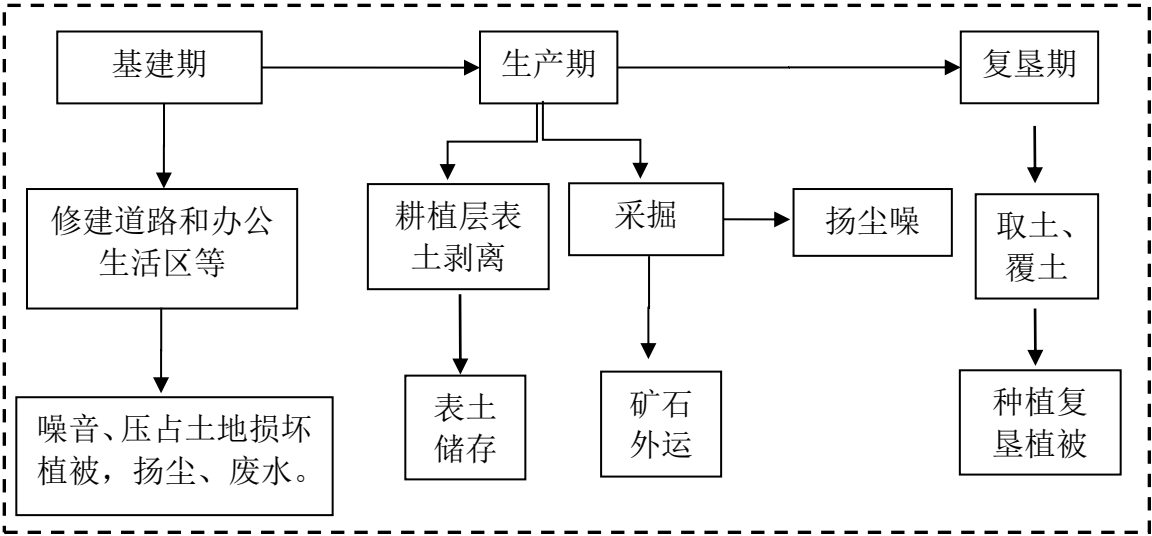 基建期
生产期
复垦期
修建道路和办公
生活区等
耕植层表
土剥离
采掘
扬尘噪
取土、
覆土
噪音、压占土地损坏
植被，扬尘、废水。
表土
储存
矿石
外运
种植复
垦植被